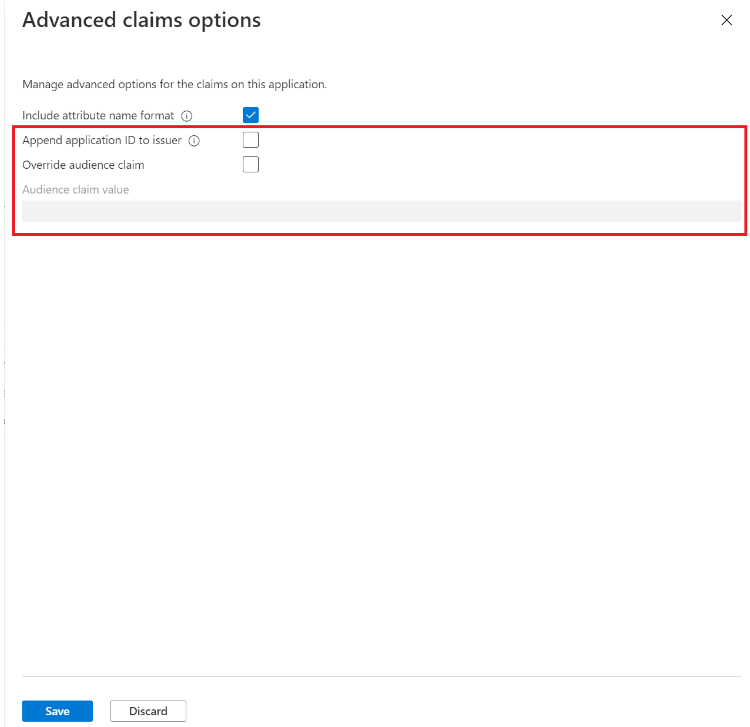 Advanced claims options
Manage advanced options for the claims on this application.
Include attribute name format
Append application ID to issuer
Override audience claim
Audience claim value
Save
Discard